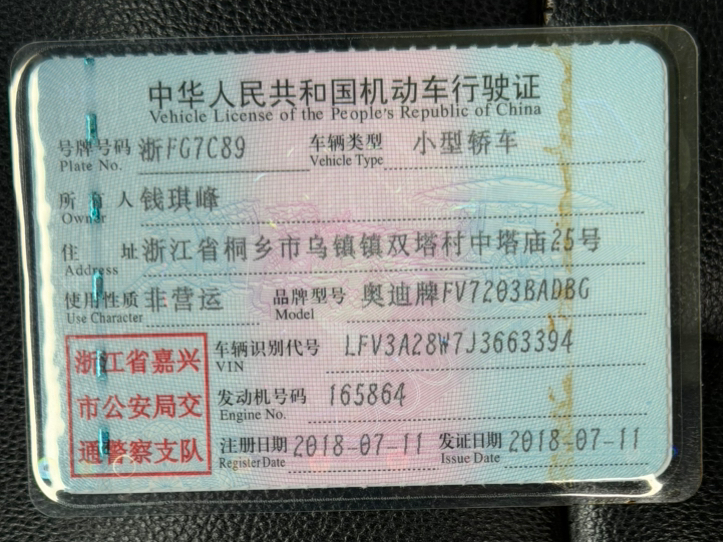 中华人民共和国机动车行驶证
Vehicle License of the People's Republic of China
号牌号码 浙FG7C89 车辆类型 小型轿车
Plate No. Vehicle Type
所有人 钱琪峰
Owner
住址 浙江省桐乡市乌镇镇双塔村中塔庙25号
Address
使用性质 非营运 品牌型号 奥迪牌FV7203BADBG
Use Character Model
浙江省嘉兴
市公安局交
通警察支队
车辆识别代号 LFV3A28W7J3663394
VIN
发动机号码 165864
Engine No.
注册日期 2018-07-11 发证日期 2018-07-11
Register Date Issue Date